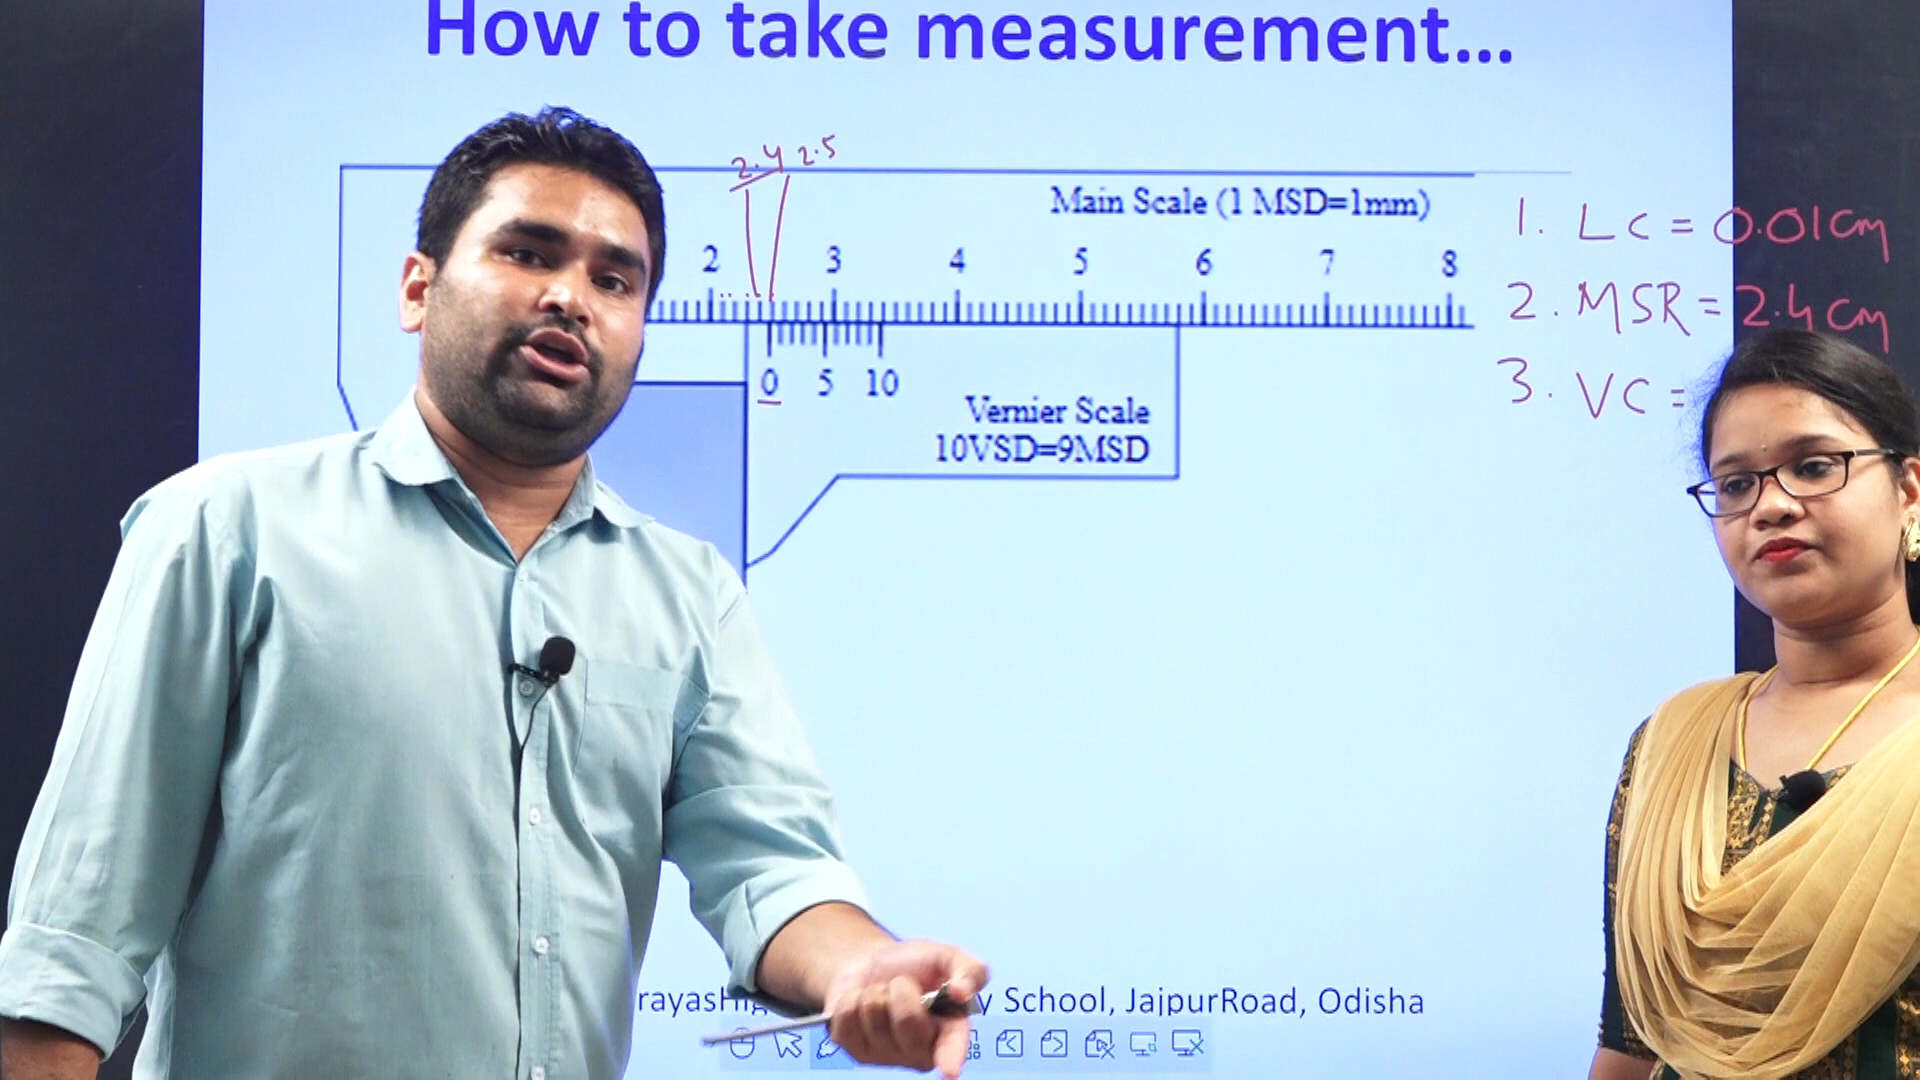 How to take measurement...
2.4 2.5
Main Scale (1 MSD=1mm)
2 3 4 5 6 7 8
0 5 10
Vernier Scale
10VSD=9MSD
1. LC = 0.01cm
2. MSR = 2.4cm
3. VC =
School, JajpurRoad, Odisha